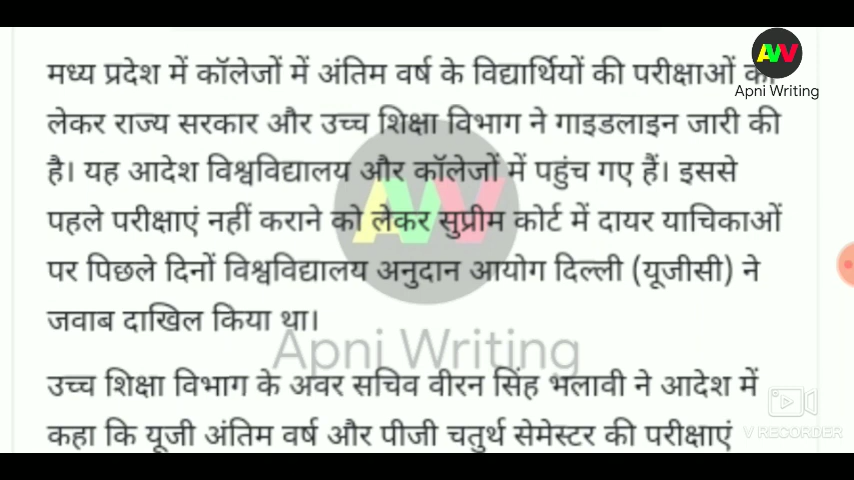 मध्य प्रदेश में कॉलेजों में अंतिम वर्ष के विद्यार्थियों की परीक्षाओं को
लेकर राज्य सरकार और उच्च शिक्षा विभाग ने गाइडलाइन जारी की
है। यह आदेश विश्वविद्यालय और कॉलेजों में पहुंच गए हैं। इससे
पहले परीक्षाएं नहीं कराने को लेकर सुप्रीम कोर्ट में दायर याचिकाओं
पर पिछले दिनों विश्वविद्यालय अनुदान आयोग दिल्ली (यूजीसी) ने
जवाब दाखिल किया था।
उच्च शिक्षा विभाग के अवर सचिव वीरन सिंह भलावी ने आदेश में
कहा कि यूजी अंतिम वर्ष और पीजी चतुर्थ सेमेस्टर की परीक्षाएं
AW
Apni Writing
AW
Apni Writing
V RECORDER